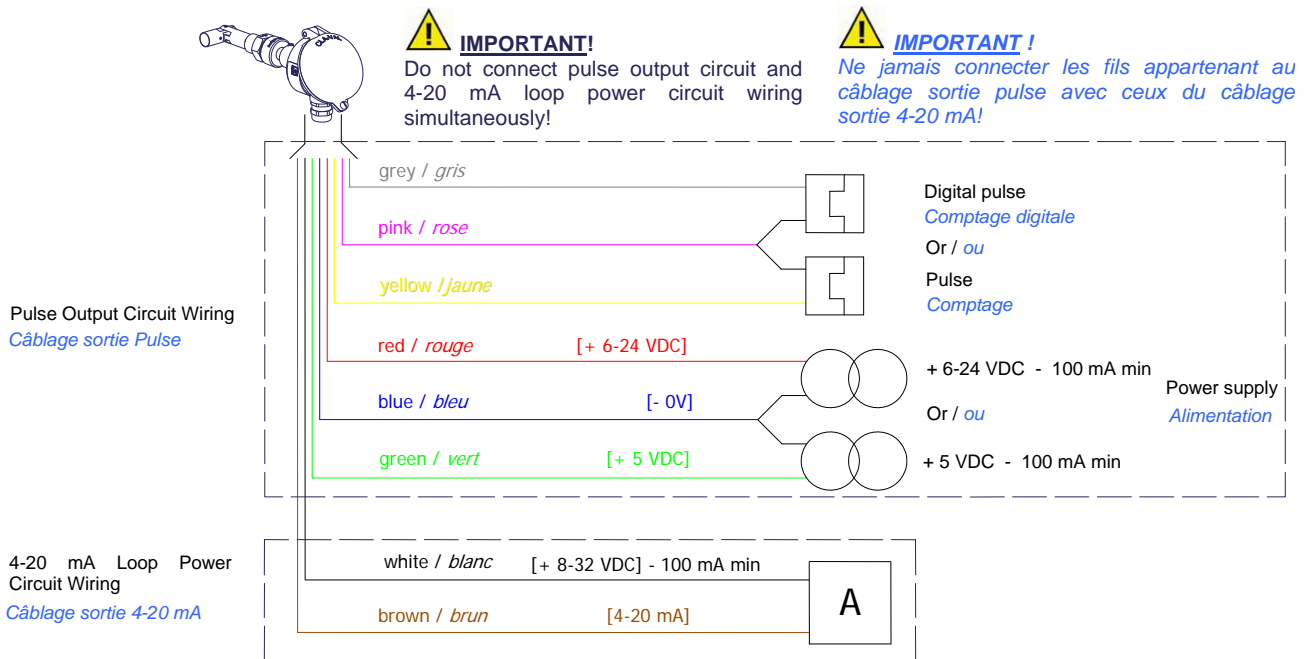 IMPORTANT!
Do not connect pulse output circuit and
4-20 mA loop power circuit wiring
simultaneously!
IMPORTANT !
Ne jamais connecter les fils appartenant au
câblage sortie pulse avec ceux du câblage
sortie 4-20 mA!
Pulse Output Circuit Wiring
Câblage sortie Pulse
grey / gris
pink / rose
yellow / jaune
red / rouge [+ 6-24 VDC]
blue / bleu [- 0V]
green / vert [+ 5 VDC]
Digital pulse
Comptage digitale
Or / ou
Pulse
Comptage
+ 6-24 VDC - 100 mA min
Or / ou
+ 5 VDC - 100 mA min
Power supply
Alimentation
4-20 mA Loop Power
Circuit Wiring
Câblage sortie 4-20 mA
white / blanc [+ 8-32 VDC] - 100 mA min
brown / brun [4-20 mA]
A